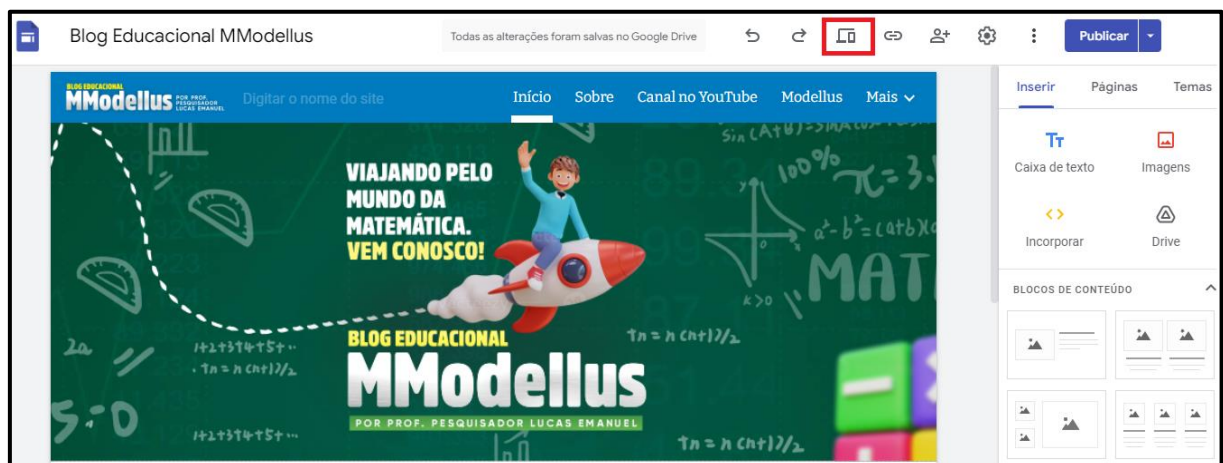 Blog Educacional MModellus
Todas as alterações foram salvas no Google Drive
Publicar
BLOG EDUCACIONAL
MModellus
POR PROF.
PESQUISADOR
LUCAS EMANUEL
Digitar o nome do site
Início Sobre Canal no YouTube Modellus Mais
Inserir Páginas Temas
Caixa de texto Imagens
Incorporar Drive
BLOCOS DE CONTEÚDO
VIAJANDO PELO
MUNDO DA
MATEMÁTICA.
VEM CONOSCO!
BLOG EDUCACIONAL
MModellus
POR PROF. PESQUISADOR LUCAS EMANUEL
100%
π = 3.
MAT
k>0
tn = n(n+1)/2
2a
1+2+3+4+5+...
. tn = n(n+1)/2
5:0
1+2+3+4+5+...
tn = n(n+1)/2